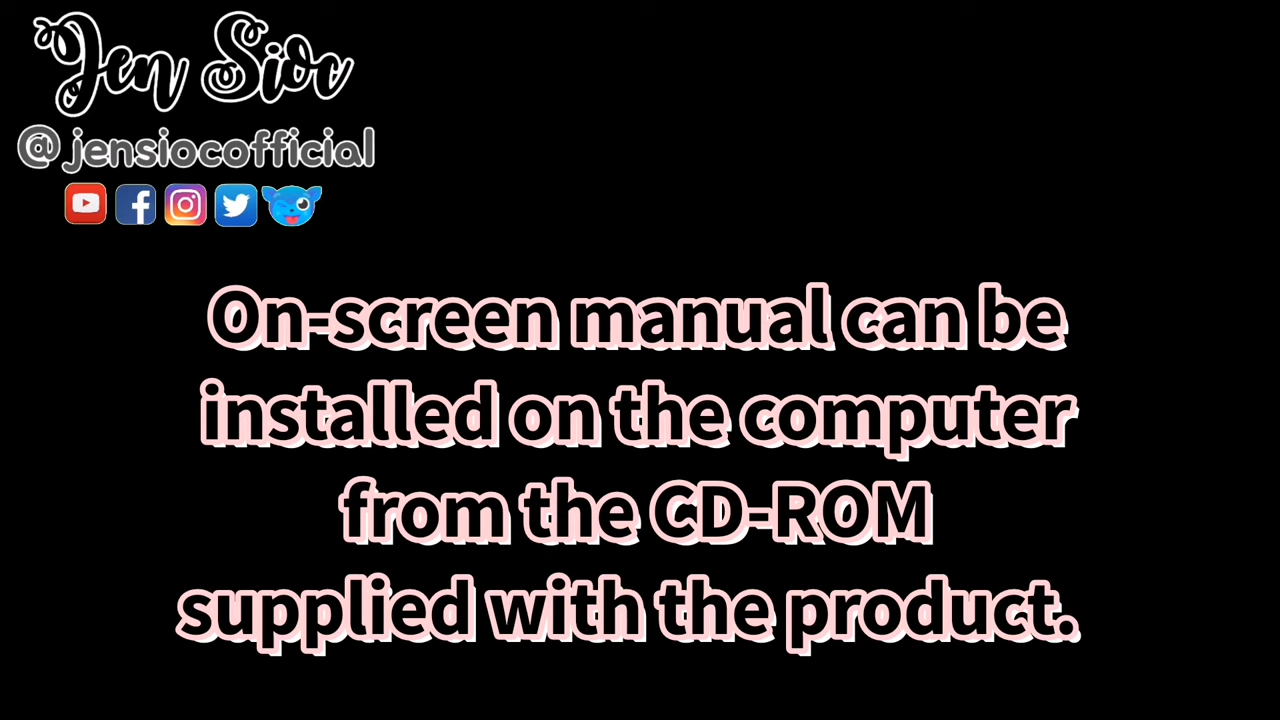 Jen Sioc
@jensiocofficial
On-screen manual can be
installed on the computer
from the CD-ROM
supplied with the product.